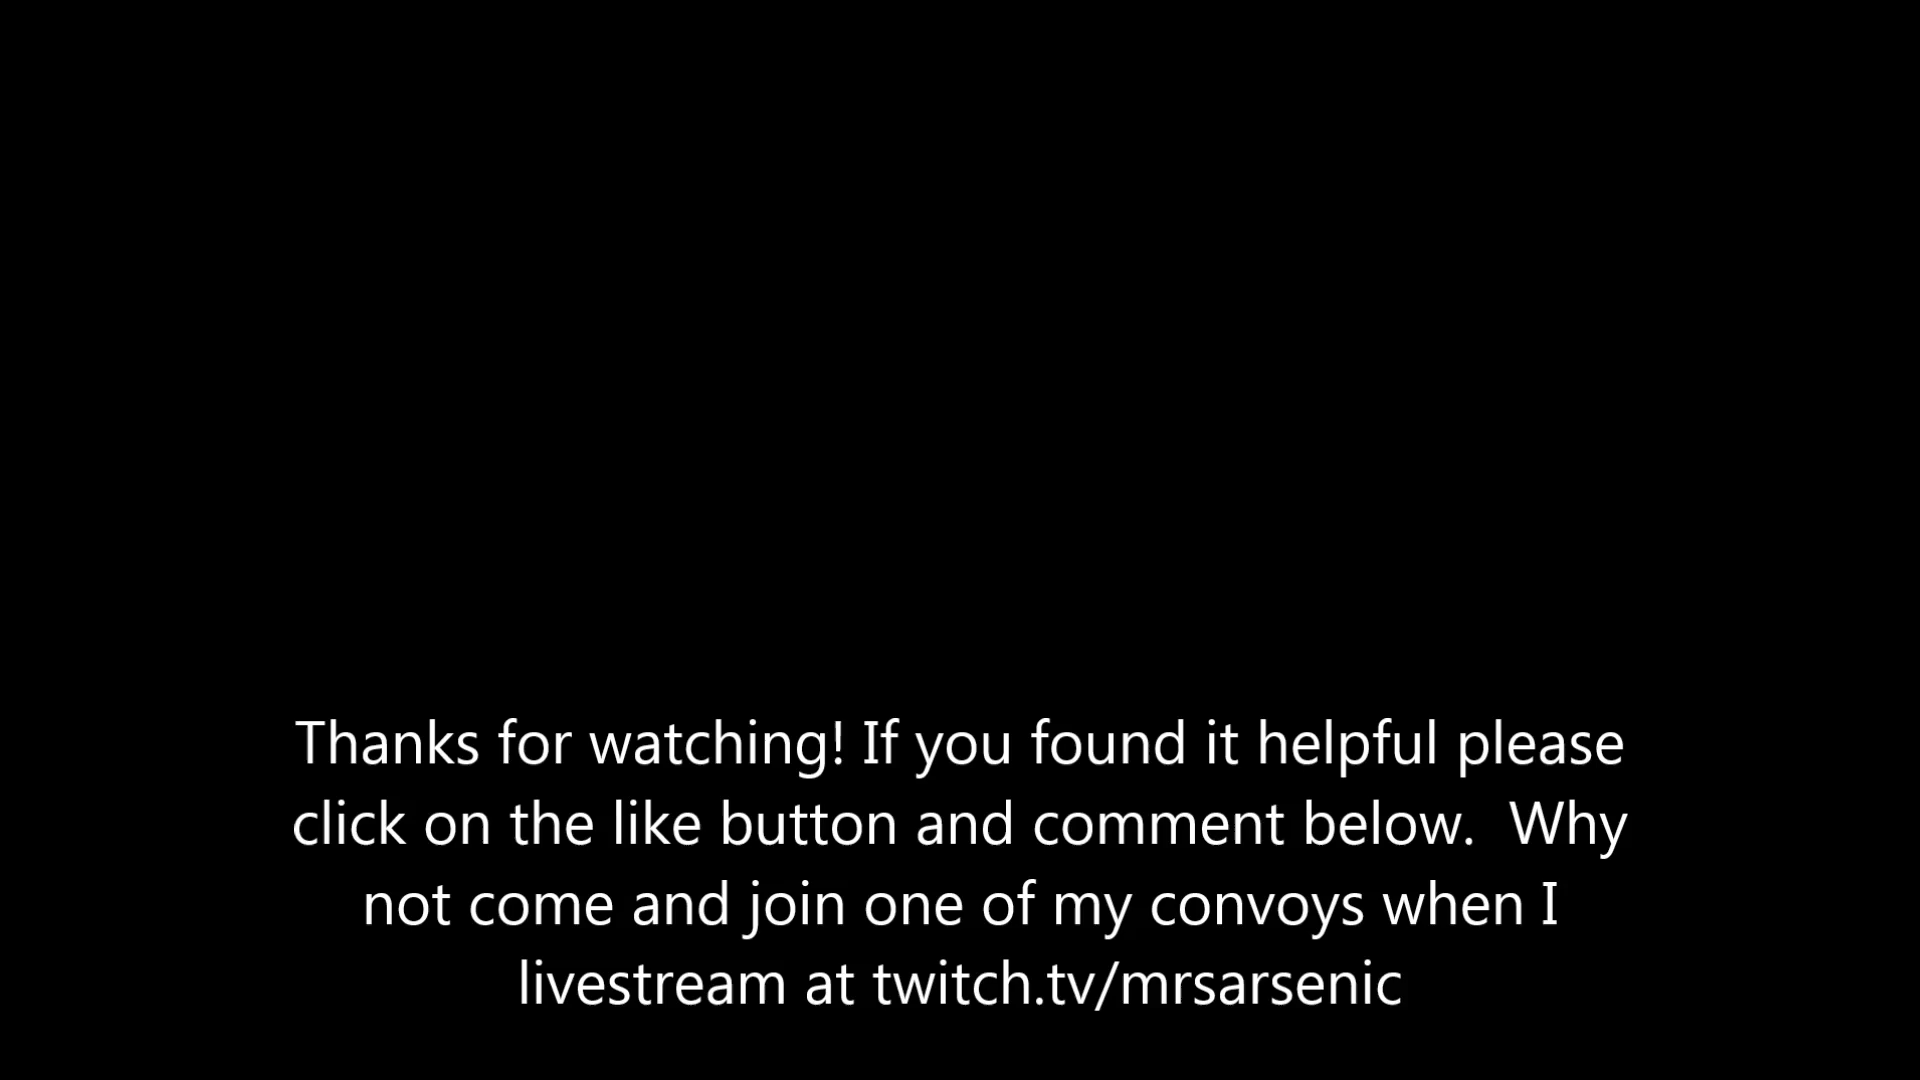 Thanks for watching! If you found it helpful please
click on the like button and comment below.  Why
not come and join one of my convoys when I
livestream at twitch.tv/mrsarsenic